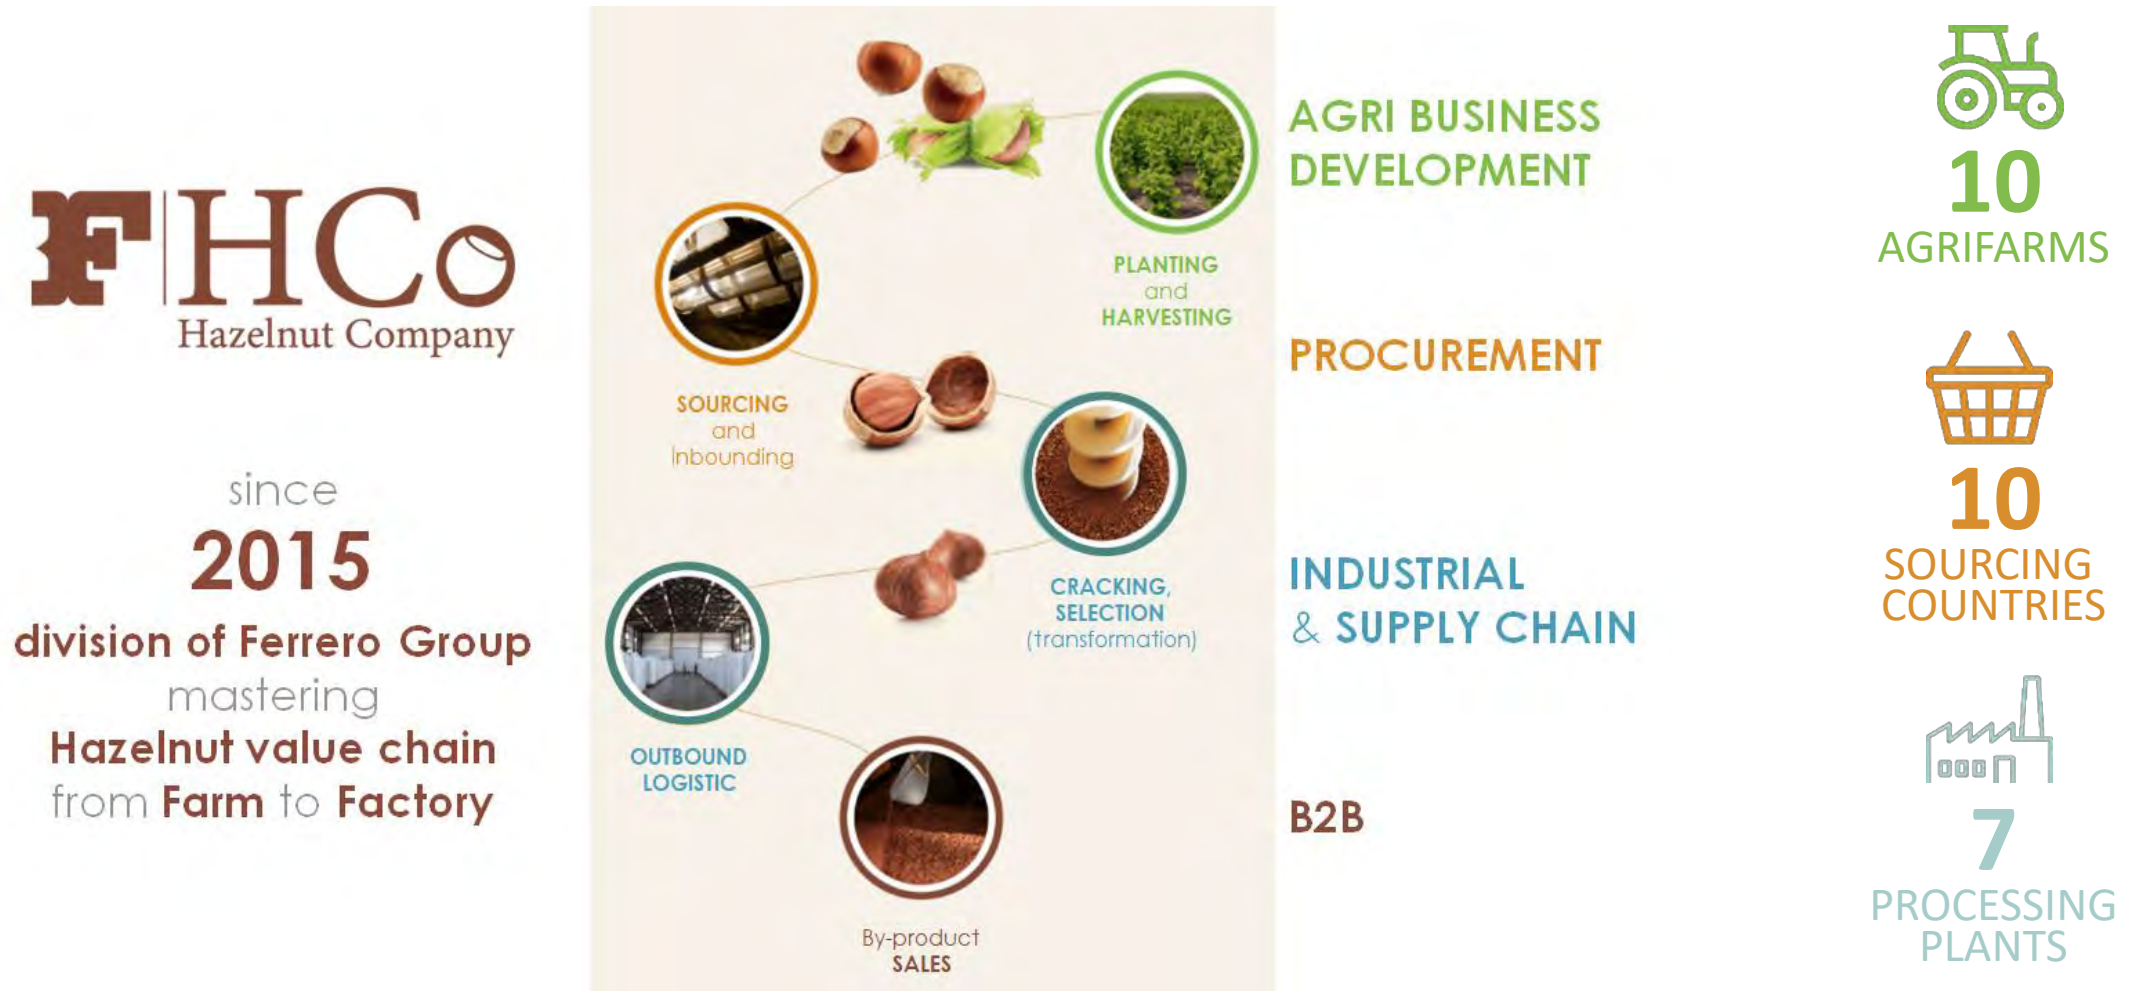 FHCo
Hazelnut Company
since
2015
division of Ferrero Group
mastering
Hazelnut value chain
from Farm to Factory
PLANTING
and
HARVESTING
SOURCING
and
Inbounding
CRACKING,
SELECTION
(transformation)
OUTBOUND
LOGISTIC
By-product
SALES
AGRI BUSINESS
DEVELOPMENT
PROCUREMENT
INDUSTRIAL
& SUPPLY CHAIN
B2B
10
AGRIFARMS
10
SOURCING
COUNTRIES
7
PROCESSING
PLANTS